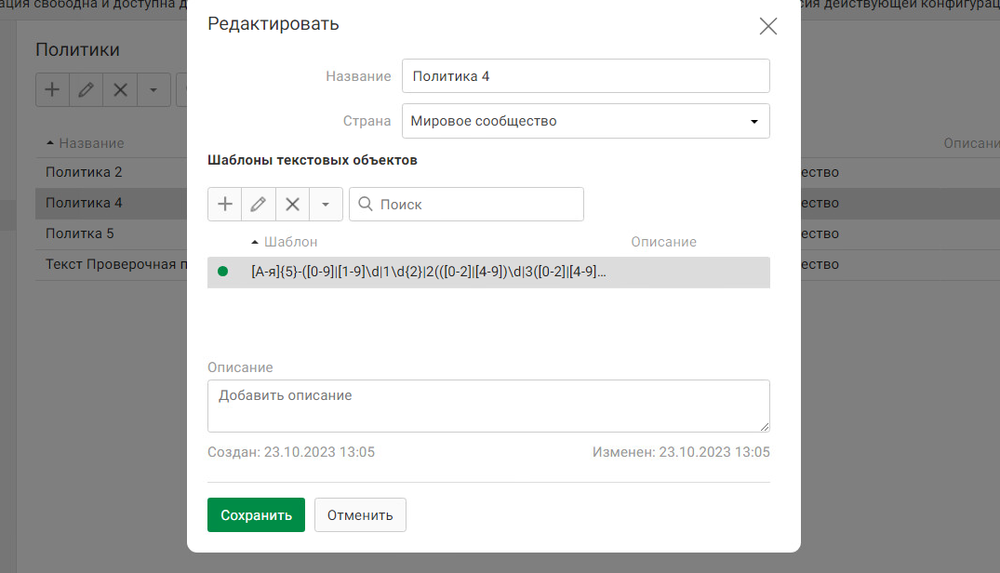 ация свободна и доступна д
сия действующей конфигурац
Редактировать
Политики
Название
Политика 4
Страна
Мировое сообщество
Название
Описани
Шаблоны текстовых объектов
Политика 2
ество
Политика 4
ество
Поиск
Политка 5
ество
Шаблон
Описание
Текст Проверочная п
ество
[А-я]{5}-([0-9]|[1-9]\d|1\d{2}|2(([0-2]|[4-9])\d|3([0-2]|[4-9]...
Описание
Добавить описание
Создан: 23.10.2023 13:05
Изменен: 23.10.2023 13:05
Сохранить
Отменить